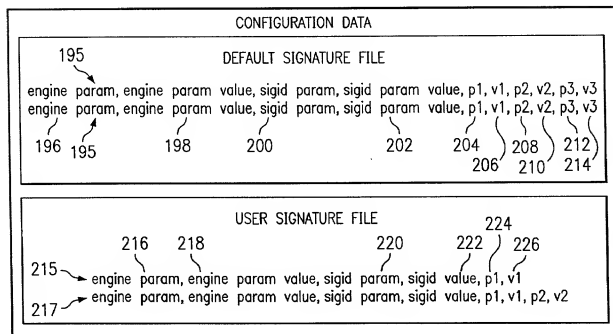 CONFIGURATION DATA
DEFAULT SIGNATURE FILE
195
engine param, engine param value, sigid param, sigid param value, p1, v1, p2, v2, p3, v3
engine param, engine param value, sigid param, sigid param value, p1, v1, p2, v2, p3, v3
196 195 198 200 202 204 208 212
206 210 214
USER SIGNATURE FILE
224
216 218 220 222 226
215 engine param, engine param value, sigid param, sigid value, p1, v1
217 engine param, engine param value, sigid param, sigid param value, p1, v1, p2, v2